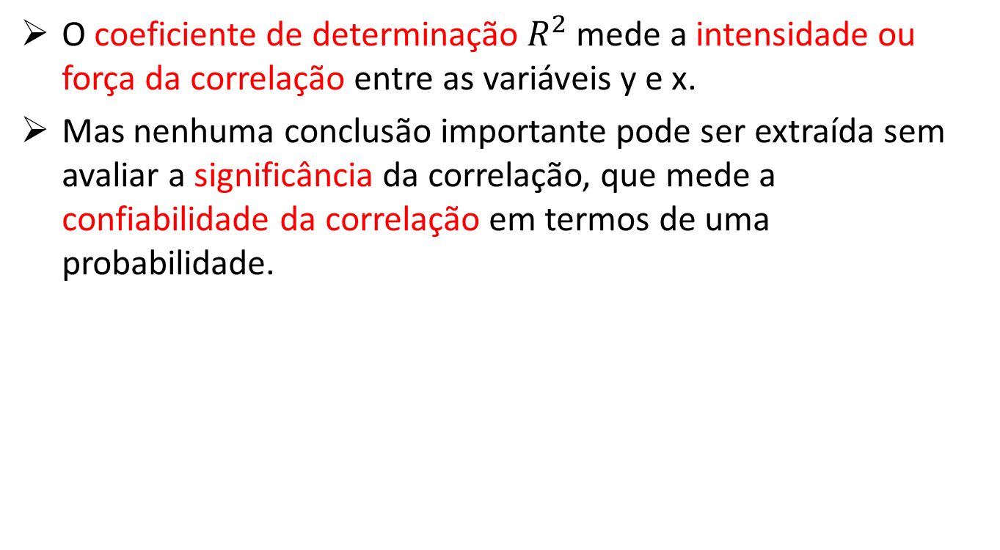 ➢ O coeficiente de determinação R² mede a intensidade ou
força da correlação entre as variáveis y e x.
➢ Mas nenhuma conclusão importante pode ser extraída sem
avaliar a significância da correlação, que mede a
confiabilidade da correlação em termos de uma
probabilidade.